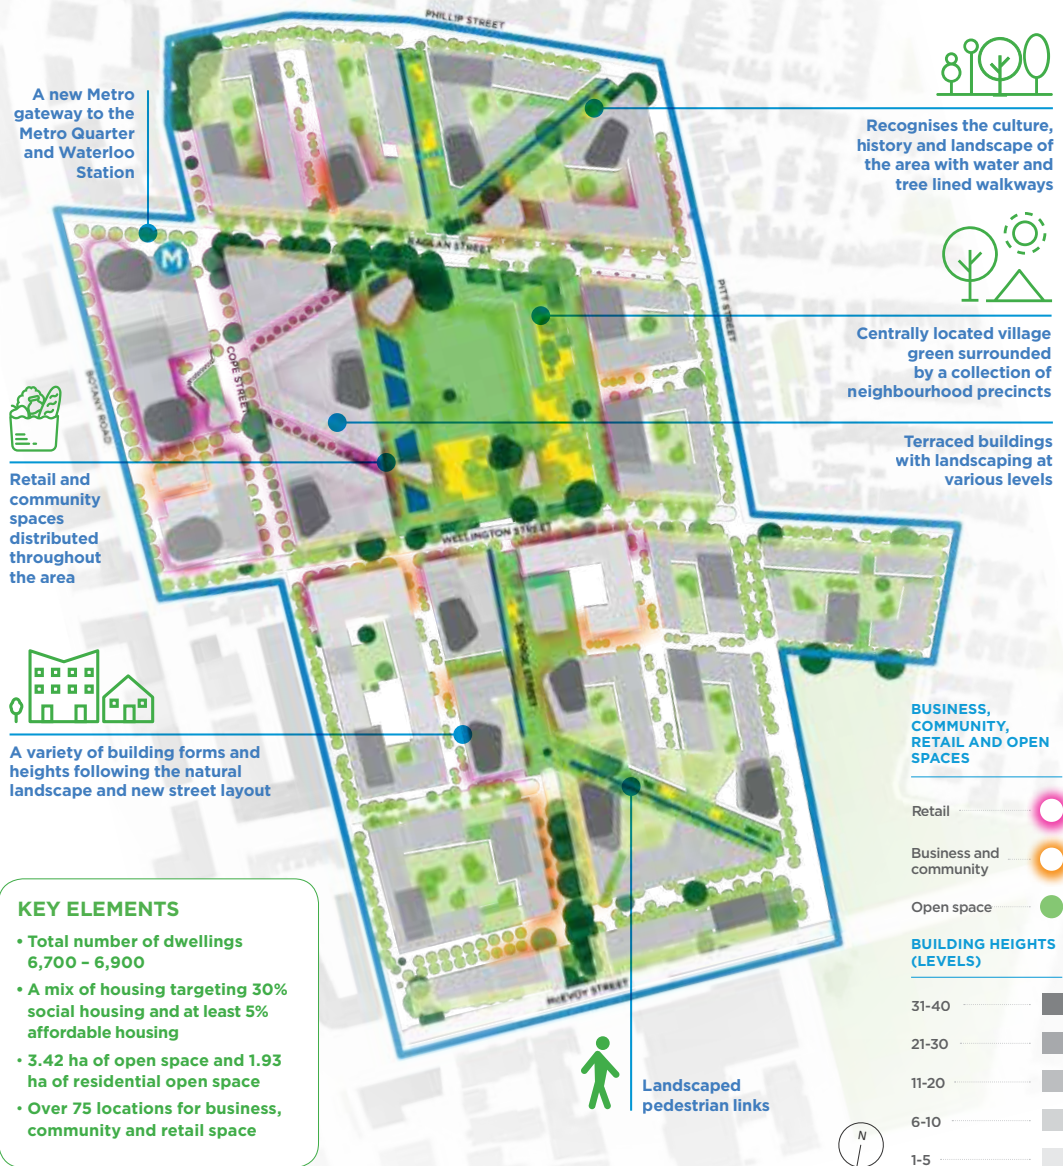 PHILLIP STREET
A new Metro
gateway to the
Metro Quarter
and Waterloo
Station
Recognises the culture,
history and landscape of
the area with water and
tree lined walkways
RAGLAN STREET
M
PITT STREET
COPE STREET
BOTANY ROAD
Centrally located village
green surrounded
by a collection of
neighbourhood precincts
Terraced buildings
with landscaping at
various levels
Retail and
community
spaces
distributed
throughout
the area
WELLINGTON STREET
GEORGE STREET
A variety of building forms and
heights following the natural
landscape and new street layout
BUSINESS,
COMMUNITY,
RETAIL AND OPEN
SPACES
Retail
Business and
community
Open space
BUILDING HEIGHTS
(LEVELS)
31-40
21-30
11-20
6-10
1-5
KEY ELEMENTS
• Total number of dwellings
6,700 – 6,900
• A mix of housing targeting 30%
social housing and at least 5%
affordable housing
• 3.42 ha of open space and 1.93
ha of residential open space
• Over 75 locations for business,
community and retail space
McEVOY STREET
Landscaped
pedestrian links
N